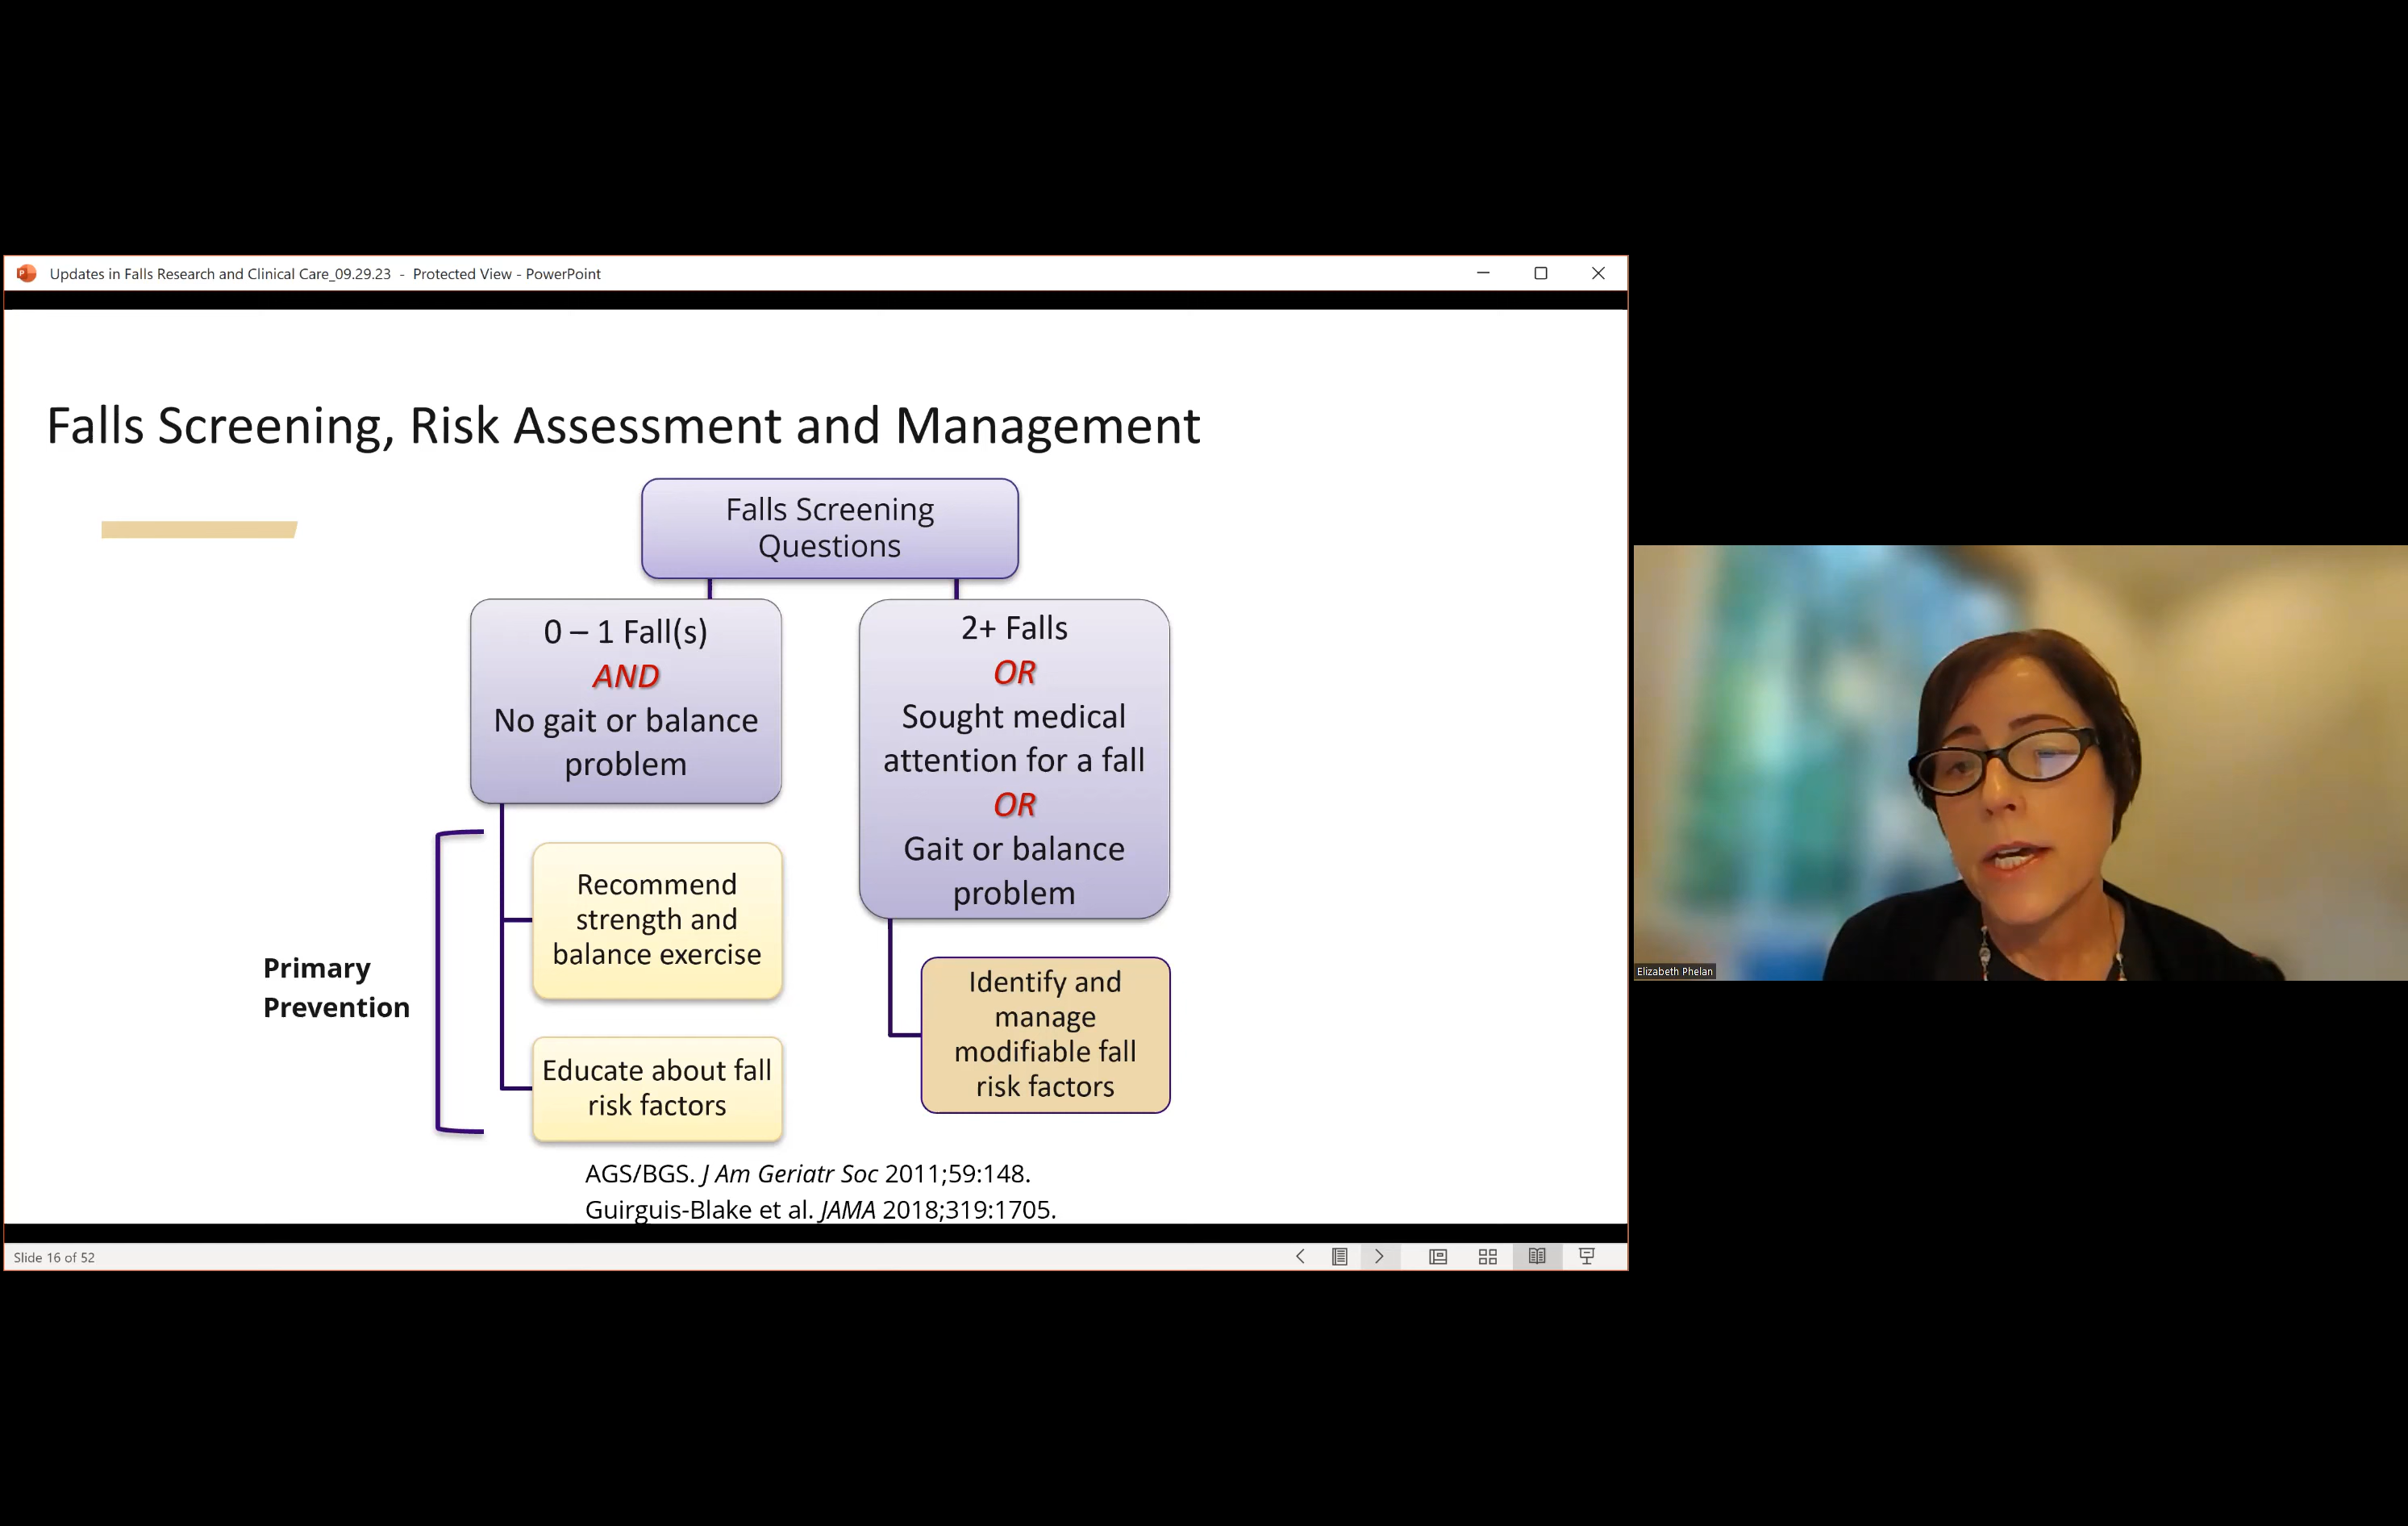 Updates in Falls Research and Clinical Care_09.29.23 - Protected View - PowerPoint
Falls Screening, Risk Assessment and Management
Falls Screening
Questions
0 – 1 Fall(s)
AND
No gait or balance
problem
2+ Falls
OR
Sought medical
attention for a fall
OR
Gait or balance
problem
Primary
Prevention
Recommend
strength and
balance exercise
Educate about fall
risk factors
Identify and
manage
modifiable fall
risk factors
AGS/BGS. J Am Geriatr Soc 2011;59:148.
Guirguis-Blake et al. JAMA 2018;319:1705.
Slide 16 of 52
Elizabeth Phelan